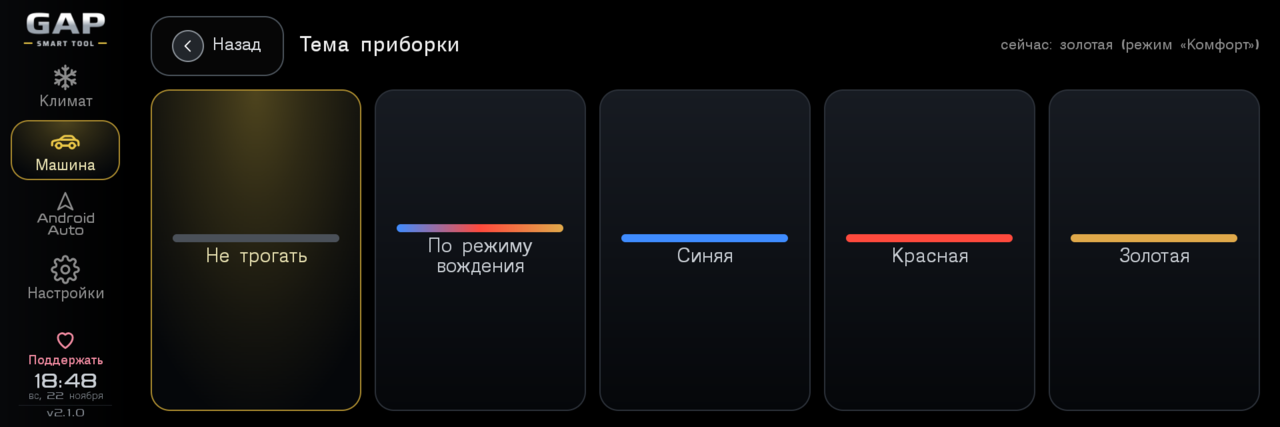 GAP
SMART TOOL
Климат
Машина
Android
Auto
Настройки
Поддержать
18:48
вс, 22 ноября
v2.1.0
Назад
Тема приборки
сейчас: золотая (режим «Комфорт»)
Не трогать
По режиму
вождения
Синяя
Красная
Золотая